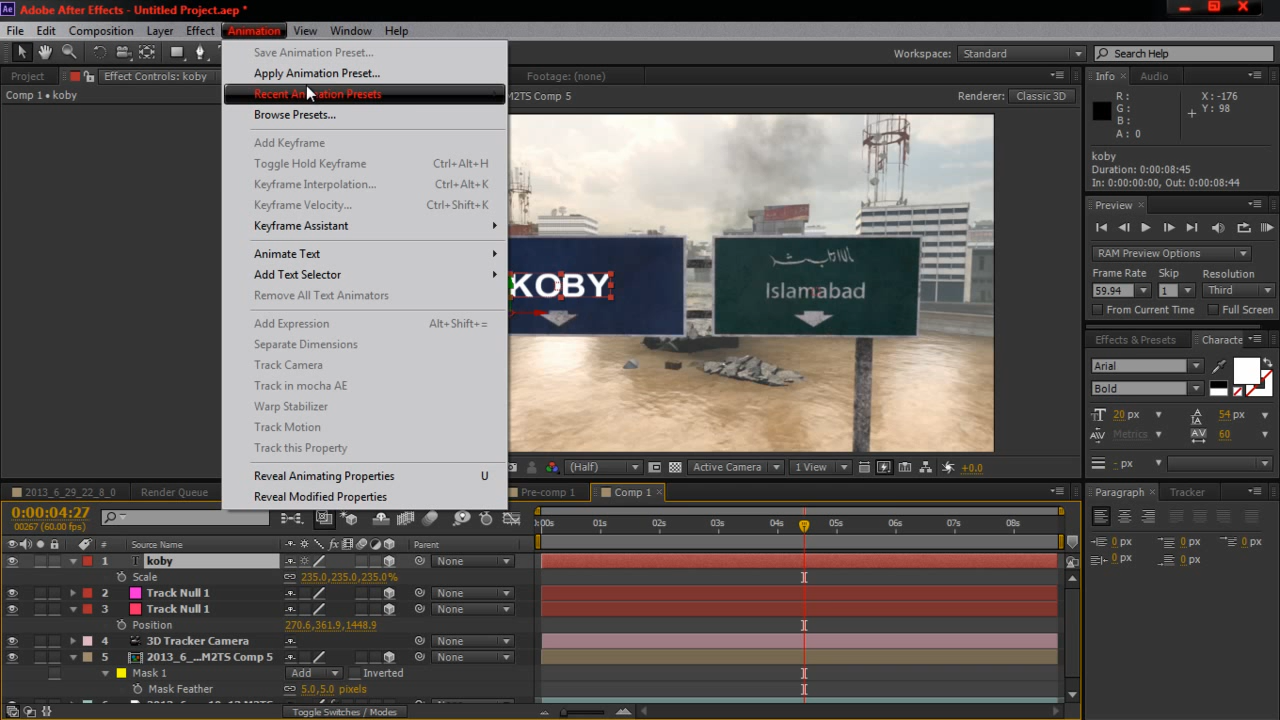 Adobe After Effects - Untitled Project.aep *
File Edit Composition Layer Effect Animation View Window Help
Workspace: Standard Search Help
Save Animation Preset...
Apply Animation Preset...
Recent Animation Presets
Browse Presets...
Add Keyframe
Toggle Hold Keyframe Ctrl+Alt+H
Keyframe Interpolation... Ctrl+Alt+K
Keyframe Velocity... Ctrl+Shift+K
Keyframe Assistant
Animate Text
Add Text Selector
Remove All Text Animators
Add Expression Alt+Shift+=
Separate Dimensions
Track Camera
Track in mocha AE
Warp Stabilizer
Track Motion
Track this Property
Reveal Animating Properties U
Reveal Modified Properties
Project Effect Controls: koby
Comp 1 • koby
Footage: (none)
M2TS Comp 5 Renderer: Classic 3D
KOBY
Islamabad
(Half) Active Camera 1 View +0.0
Info Audio
R : X : -176
G : Y : 98
B :
A : 0
koby
Duration: 0:00:08:45
In: 0:00:00:00, Out: 0:00:08:44
Preview
RAM Preview Options
Frame Rate Skip Resolution
59.94 1 Third
From Current Time Full Screen
Effects & Presets Characte
Arial
Bold
20 px 54 px
Metrics 60
- px
Paragraph Tracker
0 px 0 px 0 px
0 px 0 px
2013_6_29_22_8_0 Render Queue Pre-comp 1 Comp 1
0:00:04:27
00267 (60.00 fps)
# Source Name fx Parent
:00s 01s 02s 03s 04s 05s 06s 07s 08s
1 T koby None
Scale 235.0,235.0,235.0%
2 Track Null 1 None
3 Track Null 1 None
Position 270.6,361.9,1448.9
4 3D Tracker Camera None
5 2013_6_...M2TS Comp 5 None
Mask 1 Add Inverted
Mask Feather 5.0,5.0 pixels
Toggle Switches / Modes